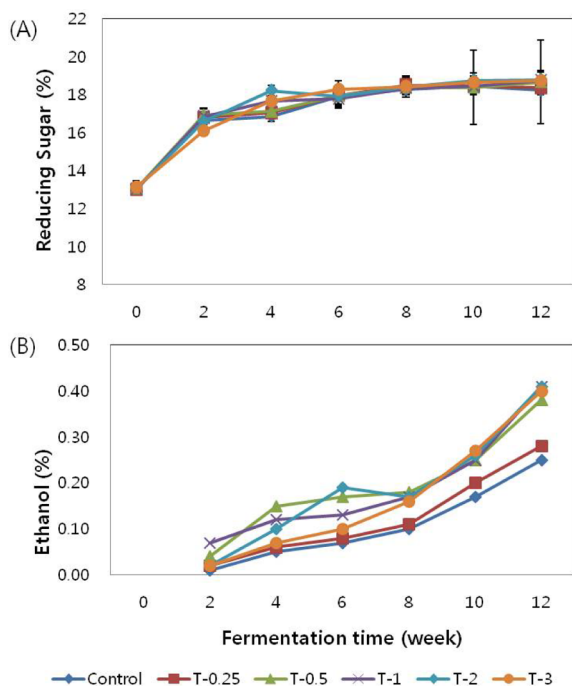 (A)
Reducing Sugar (%)
22
20
18
16
14
12
10
8
0 2 4 6 8 10 12
(B)
Ethanol (%)
0.50
0.40
0.30
0.20
0.10
0.00
0 2 4 6 8 10 12
Fermentation time (week)
Control T-0.25 T-0.5 T-1 T-2 T-3